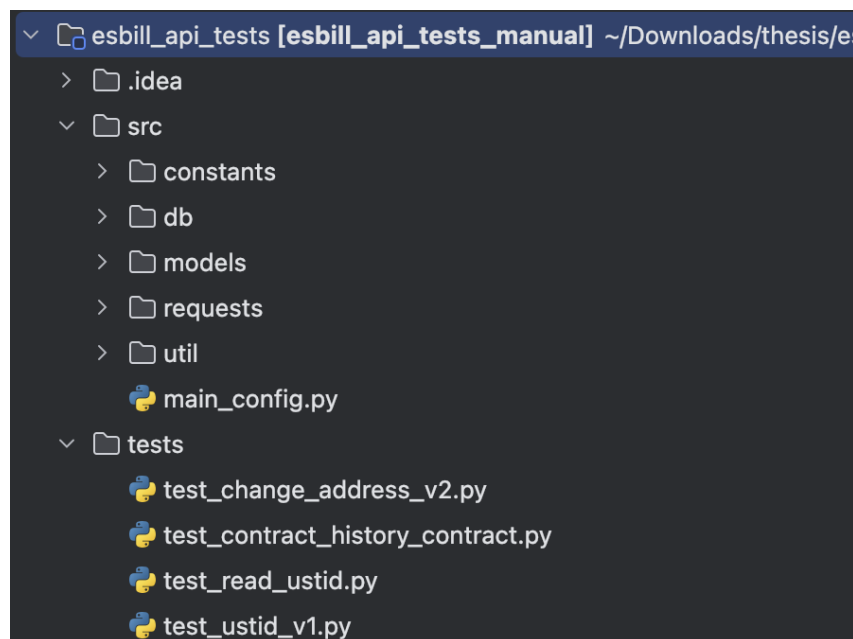 esbill_api_tests [esbill_api_tests_manual] ~/Downloads/thesis/es
.idea
src
constants
db
models
requests
util
main_config.py
tests
test_change_address_v2.py
test_contract_history_contract.py
test_read_ustid.py
test_ustid_v1.py